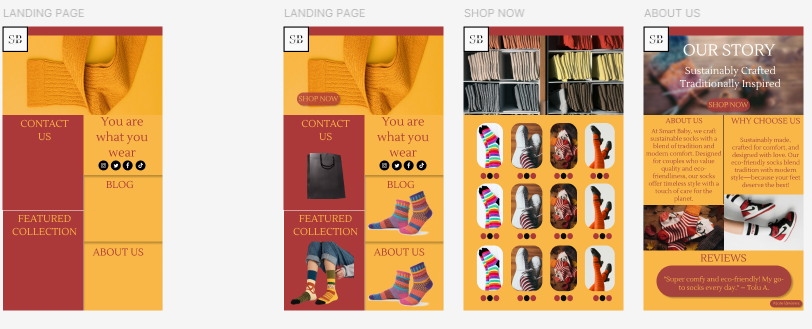 LANDING PAGE
SB
CONTACT
US
You are
what you
wear
BLOG
FEATURED
COLLECTION
ABOUT US
LANDING PAGE
SB
SHOP NOW
CONTACT
US
You are
what you
wear
BLOG
FEATURED
COLLECTION
ABOUT US
SHOP NOW
SB
ABOUT US
SB
OUR STORY
Sustainably Crafted
Traditionally Inspired
SHOP NOW
ABOUT US
At Smart Baby, we craft
sustainable socks with a
blend of tradition and
modern comfort. Designed
for couples who value
quality and eco-
friendliness, our socks
offer timeless style with a
touch of care for the
planet.
WHY CHOOSE US
Sustainably made,
crafted for comfort, and
designed with love. Our
eco-friendly socks blend
tradition with modern
style—because your feet
deserve the best!
REVIEWS
"Super comfy and eco-friendly! My go-
to socks every day." – Tolu A.